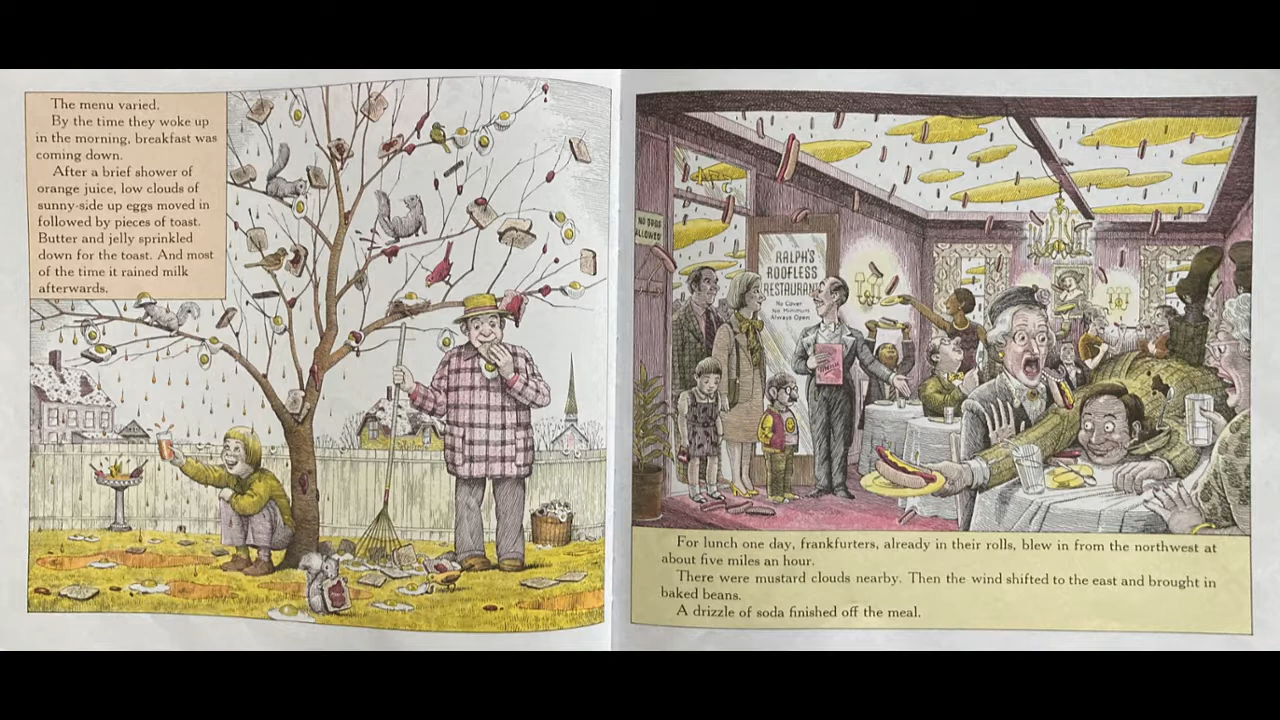 The menu varied.
By the time they woke up
in the morning, breakfast was
coming down.
After a brief shower of
orange juice, low clouds of
sunny-side up eggs moved in
followed by pieces of toast.
Butter and jelly sprinkled
down for the toast. And most
of the time it rained milk
afterwards.
NO DOGS
ALLOWED
RALPH'S
ROOFLESS
RESTAURANT
No Cover
No Minimum
Always Open
For lunch one day, frankfurters, already in their rolls, blew in from the northwest at
about five miles an hour.
There were mustard clouds nearby. Then the wind shifted to the east and brought in
baked beans.
A drizzle of soda finished off the meal.